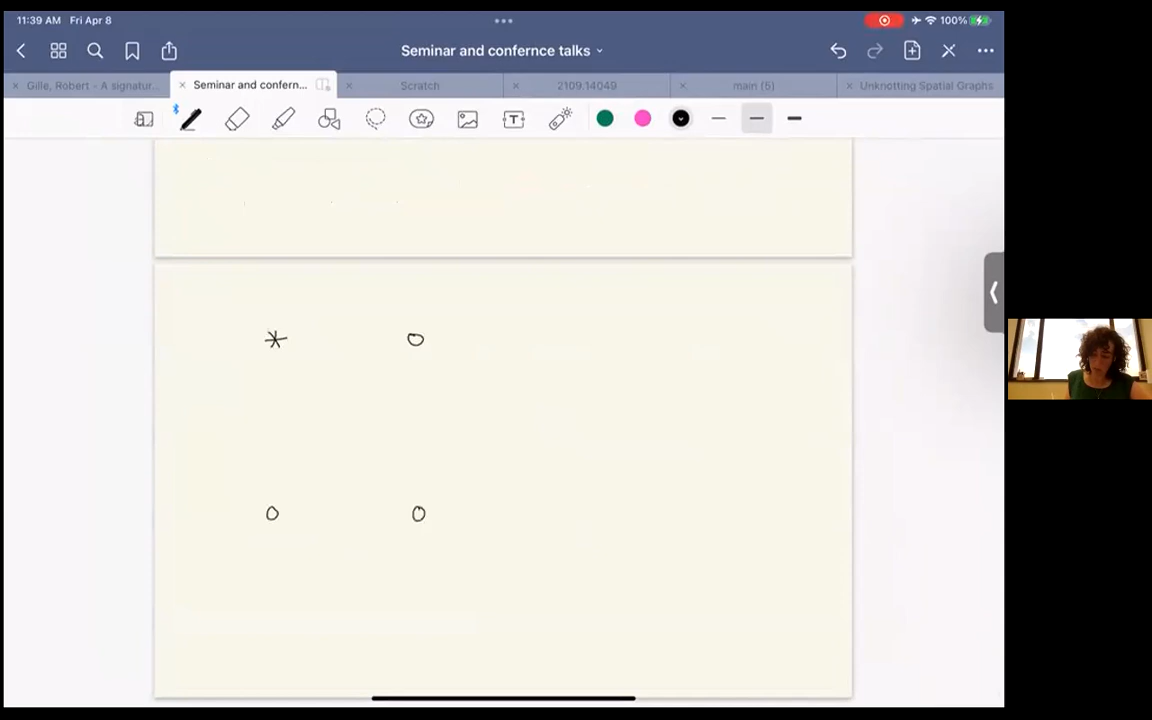 11:39 AM Fri Apr 8
100%
Seminar and confernce talks
Gille, Robert - A signatur...
Seminar and confern...
Scratch
2109.14049
main (5)
Unknotting Spatial Graphs
T
* o
o o